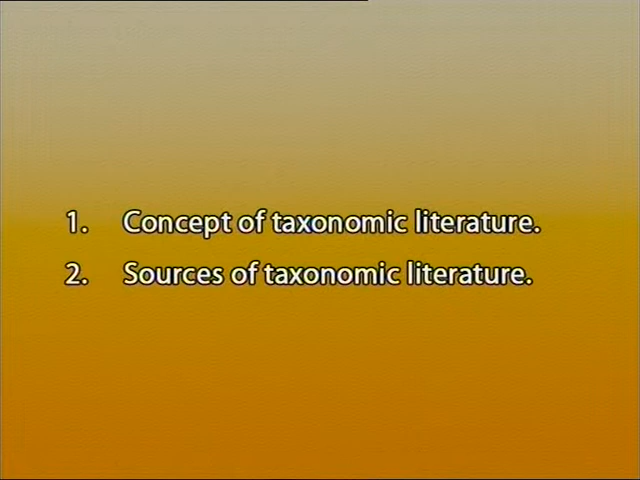 1. Concept of taxonomic literature.
2. Sources of taxonomic literature.